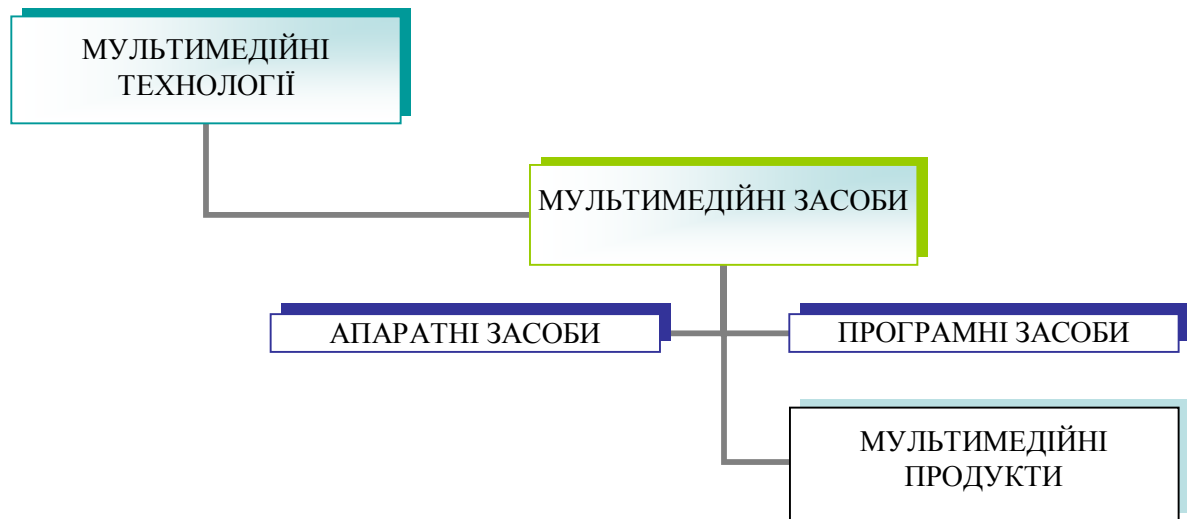 МУЛЬТИМЕДІЙНІ
ТЕХНОЛОГІЇ
МУЛЬТИМЕДІЙНІ ЗАСОБИ
АПАРАТНІ ЗАСОБИ
ПРОГРАМНІ ЗАСОБИ
МУЛЬТИМЕДІЙНІ
ПРОДУКТИ